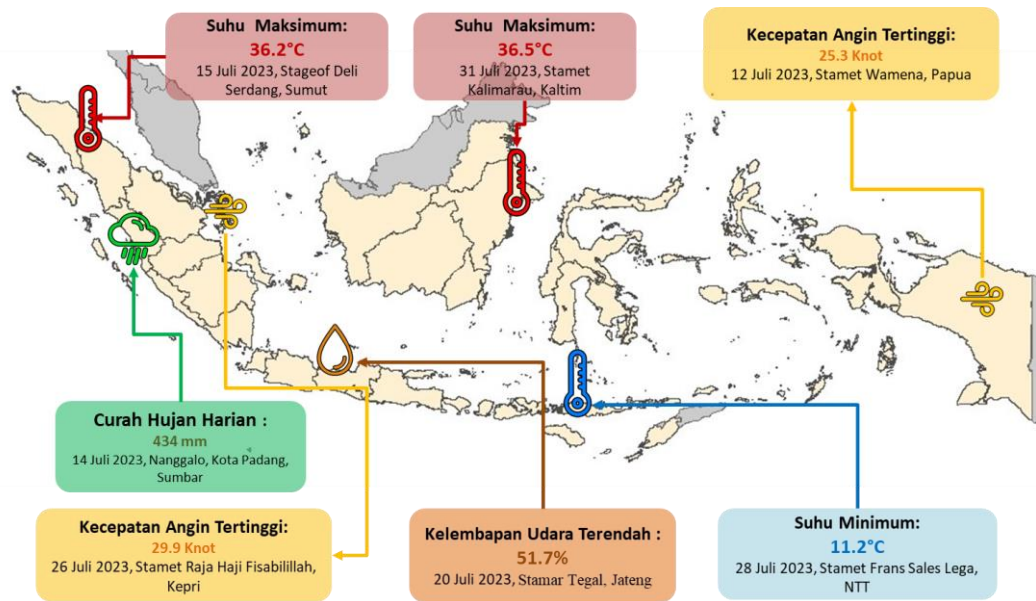 Suhu Maksimum:
36.2°C
15 Juli 2023, Stageof Deli
Serdang, Sumut
Suhu Maksimum:
36.5°C
31 Juli 2023, Stamet
Kalimarau, Kaltim
Kecepatan Angin Tertinggi:
25.3 Knot
12 Juli 2023, Stamet Wamena, Papua
Curah Hujan Harian :
434 mm
14 Juli 2023, Nanggalo, Kota Padang,
Sumbar
Kecepatan Angin Tertinggi:
29.9 Knot
26 Juli 2023, Stamet Raja Haji Fisabilillah,
Kepri
Kelembapan Udara Terendah :
51.7%
20 Juli 2023, Stamar Tegal, Jateng
Suhu Minimum:
11.2°C
28 Juli 2023, Stamet Frans Sales Lega,
NTT